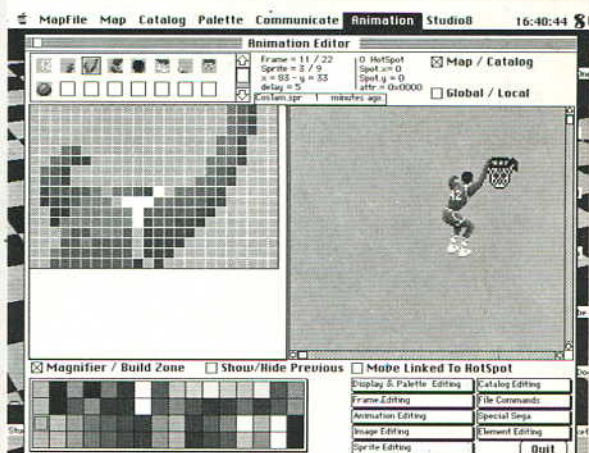 MapFile Map Catalog Palette Communicate Animation Studio8 16:40:44
Animation Editor
Frame = 11 / 22
Sprite = 3 / 9
x = 83 - y = 33
delay = 5
0 HotSpot
Spot.x= 0
Spot.y = 0
attr = 0x0000
Map / Catalog
Global / Local
1 minutes ago
42
Magnifier / Build Zone Show/Hide Previous Move Linked To HotSpot
Display & Palette Editing
Catalog Editing
Frame Editing
File Commands
Animation Editing
Special Sega
Image Editing
Element Editing
Sprite Editing
Quit